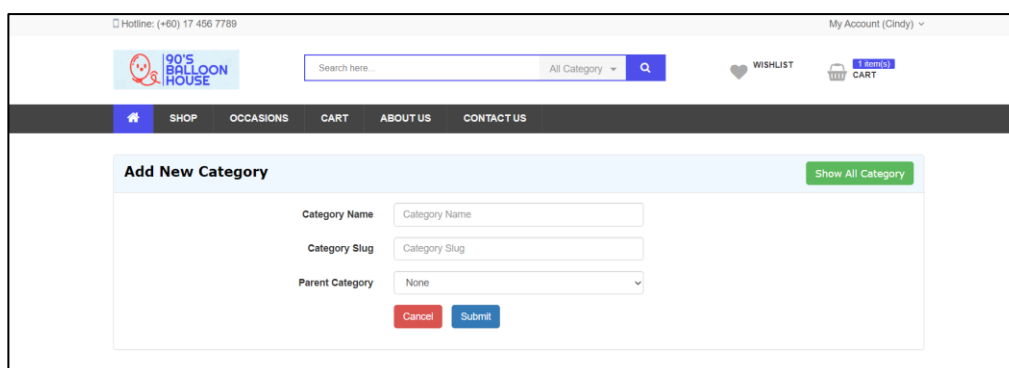 Hotline: (+60) 17 456 7789
My Account (Cindy)
90'S
BALLOON
HOUSE
Search here...
All Category
WISHLIST
1 item(s)
CART
SHOP OCCASIONS CART ABOUT US CONTACT US
Add New Category
Show All Category
Category Name Category Name
Category Slug Category Slug
Parent Category None
Cancel Submit